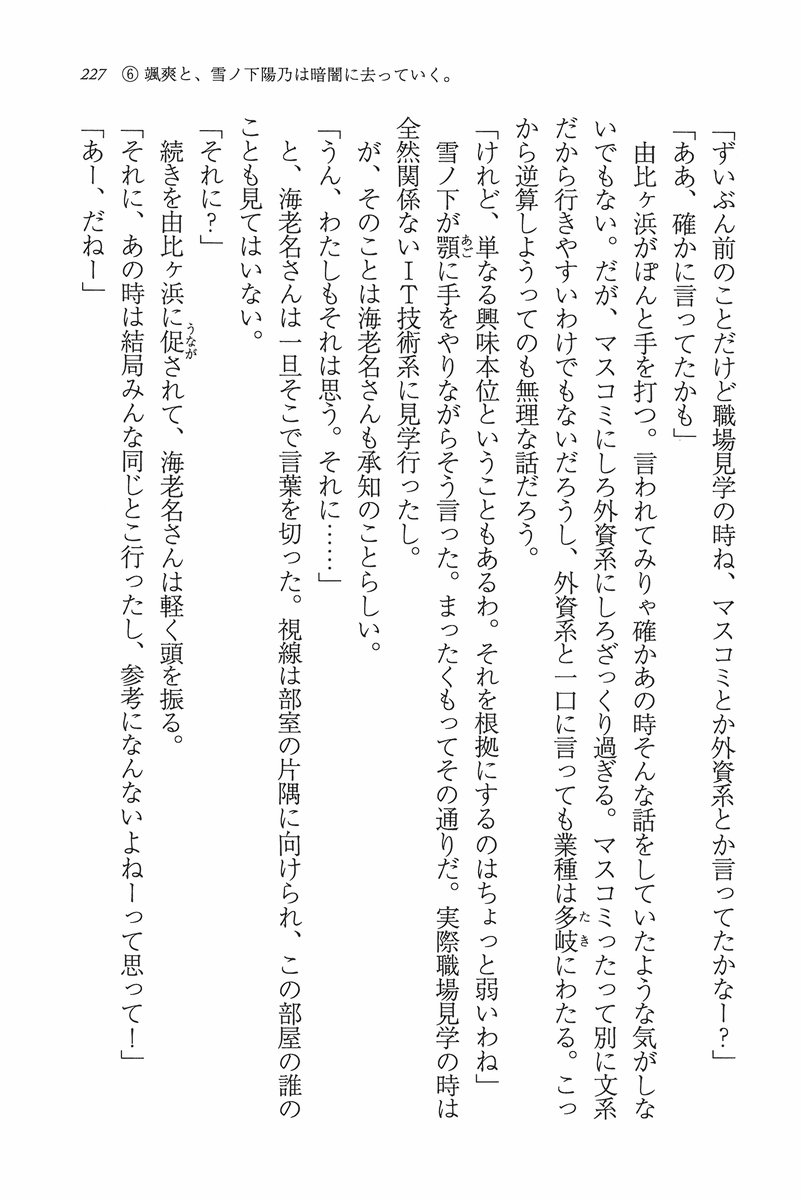 227 ⑥ 颯爽と、雪ノ下陽乃は暗闇に去っていく。
「ずいぶん前のことだけど職場見学の時ね、マスコミとか外資系とか言ってたかなー？」
「ああ、確かに言ってたかも」
　由比ヶ浜がぽんと手を打つ。言われてみりゃ確かあの時そんな話をしていたような気がしな
いでもない。だが、マスコミにしろ外資系にしろざっくり過ぎる。マスコミったって別に文系
だから行きやすいわけでもないだろうし、外資系と一口に言っても業種は多岐にわたる。こっ
から逆算しようってのも無理な話だろう。
「けれど、単なる興味本位ということもあるわ。それを根拠にするのはちょっと弱いわね」
　雪ノ下が顎に手をやりながらそう言った。まったくもってその通りだ。実際職場見学の時は
全然関係ないＩＴ技術系に見学行ったし。
　が、そのことは海老名さんも承知のことらしい。
「うん、わたしもそれは思う。それに……」
　と、海老名さんは一旦そこで言葉を切った。視線は部室の片隅に向けられ、この部屋の誰の
ことも見てはいない。
「それに？」
　続きを由比ヶ浜に促されて、海老名さんは軽く頭を振る。
「それに、あの時は結局みんな同じとこ行ったし、参考になんないよねーって思って！」
「あー、だねー」